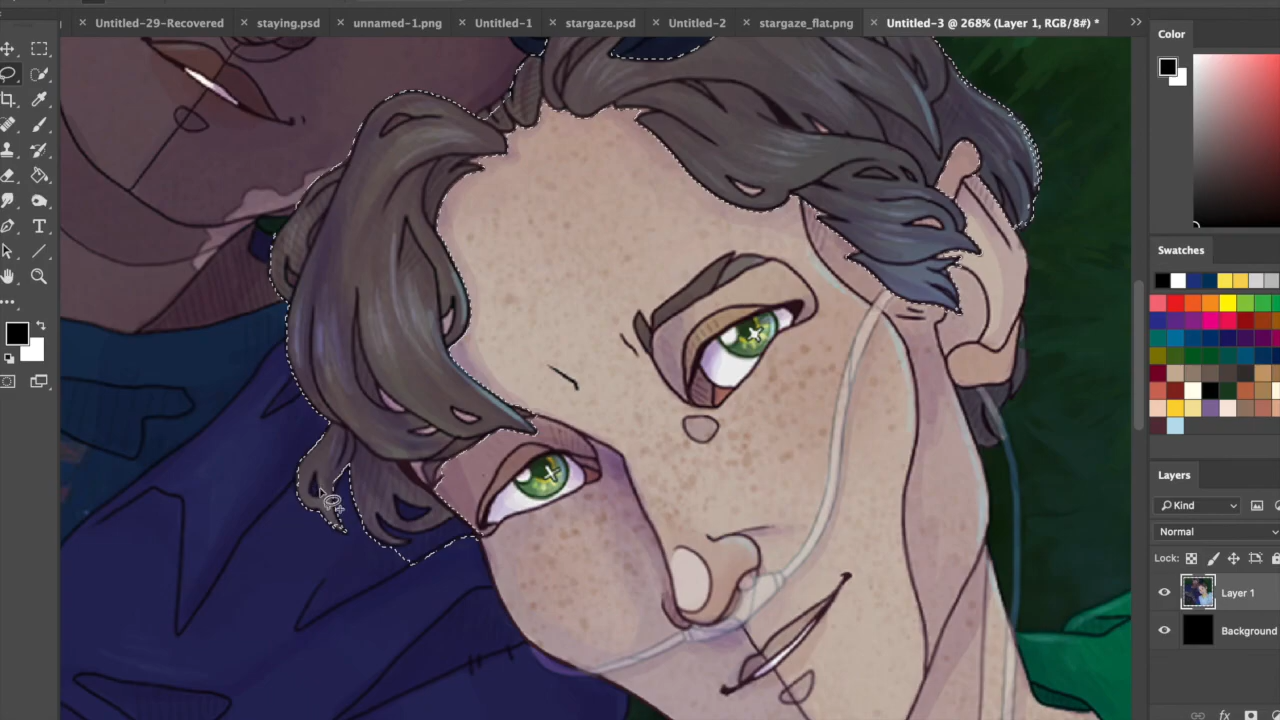 Untitled-29-Recovered
staying.psd
unnamed-1.png
Untitled-1
stargaze.psd
Untitled-2
stargaze_flat.png
Untitled-3 @ 268% (Layer 1, RGB/8#) *
Color
Swatches
Layers
Kind
Normal
Lock:
Layer 1
Background
fx